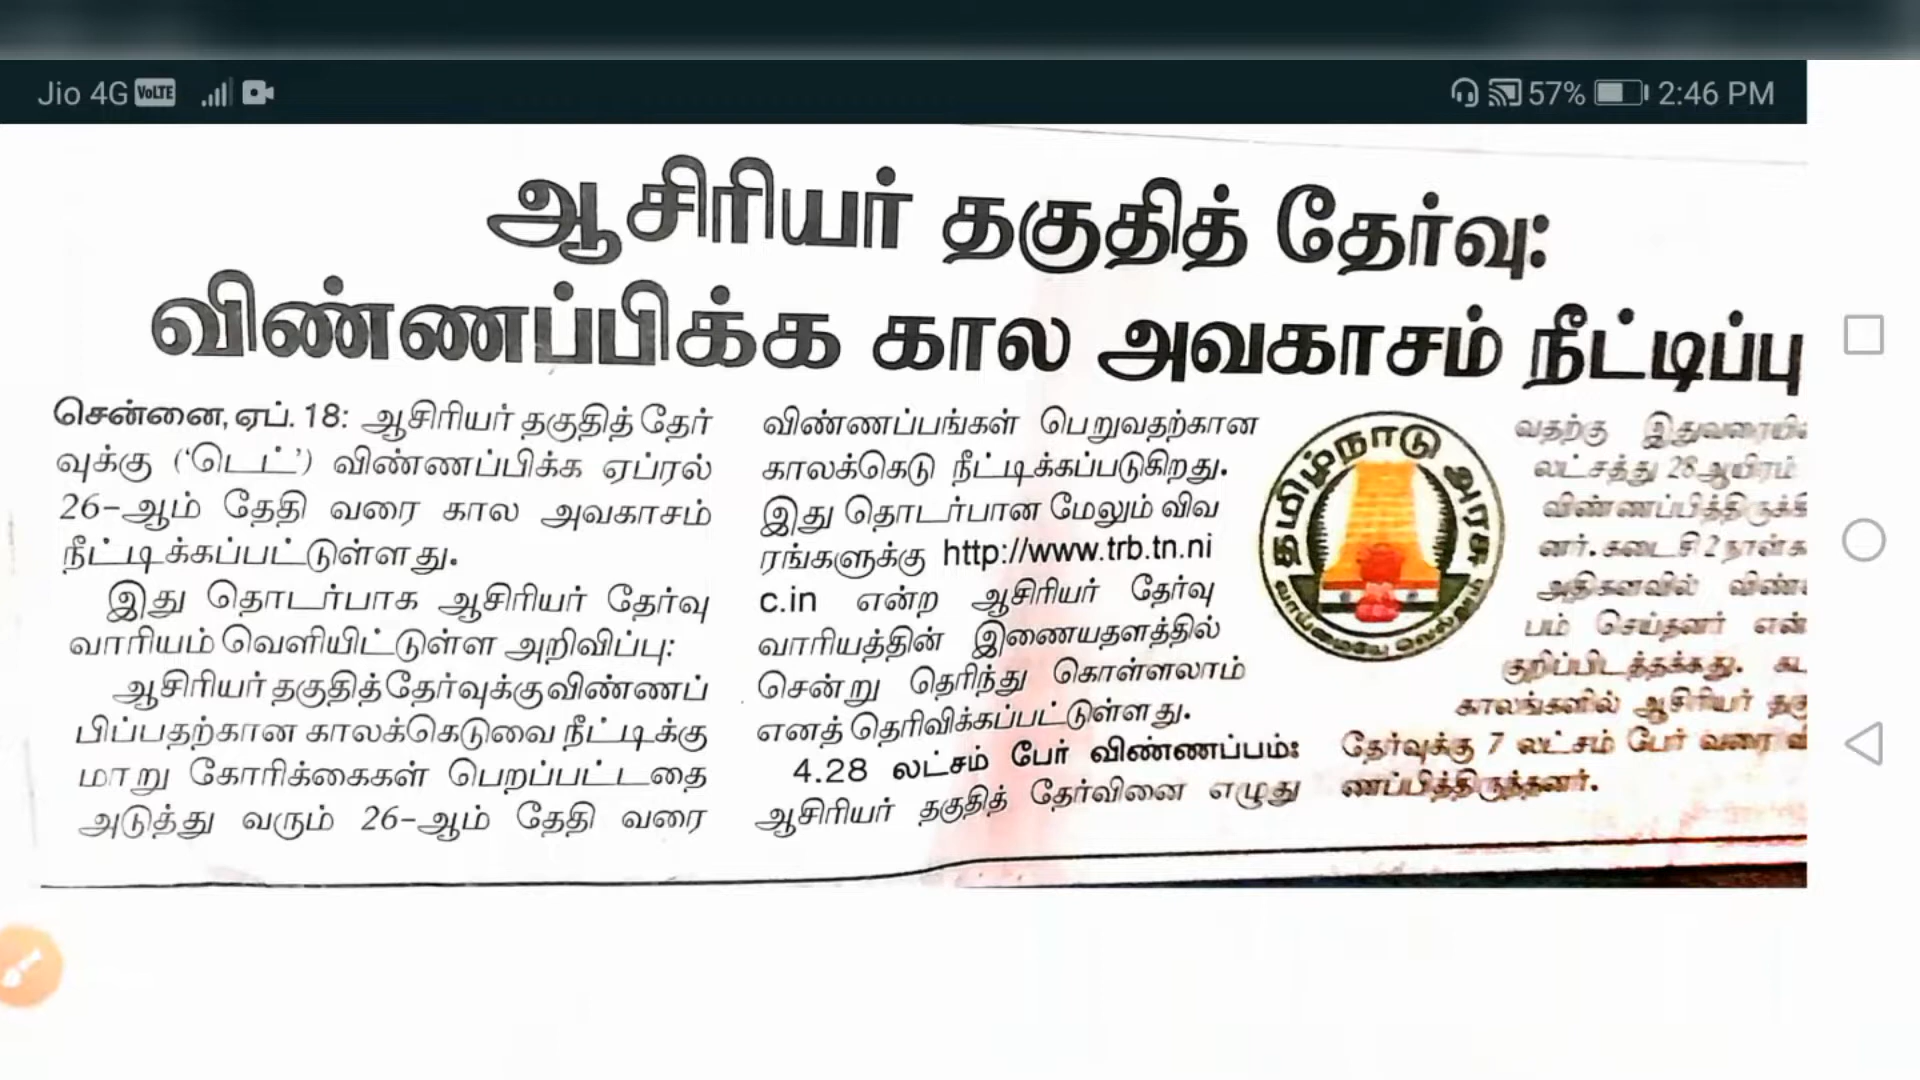 Jio 4G VoLTE
57% 2:46 PM
ஆசிரியர் தகுதித் தேர்வு:
விண்ணப்பிக்க கால அவகாசம் நீட்டிப்பு
சென்னை, ஏப். 18: ஆசிரியர் தகுதித் தேர்
வுக்கு ('டெட்') விண்ணப்பிக்க ஏப்ரல்
26-ஆம் தேதி வரை கால அவகாசம்
நீட்டிக்கப்பட்டுள்ளது.
இது தொடர்பாக ஆசிரியர் தேர்வு
வாரியம் வெளியிட்டுள்ள அறிவிப்பு:
ஆசிரியர் தகுதித்தேர்வுக்கு விண்ணப்
பிப்பதற்கான காலக்கெடுவை நீட்டிக்கு
மாறு கோரிக்கைகள் பெறப்பட்டதை
அடுத்து வரும் 26-ஆம் தேதி வரை
விண்ணப்பங்கள் பெறுவதற்கான
காலக்கெடு நீட்டிக்கப்படுகிறது.
இது தொடர்பான மேலும் விவ
ரங்களுக்கு http://www.trb.tn.ni
c.in என்ற ஆசிரியர் தேர்வு
வாரியத்தின் இணையதளத்தில்
சென்று தெரிந்து கொள்ளலாம்
எனத் தெரிவிக்கப்பட்டுள்ளது.
4.28 லட்சம் பேர் விண்ணப்பம்:
ஆசிரியர் தகுதித் தேர்வினை எழுது
தமிழ்நாடு அரசு
வாய்மையே வெல்லும்
வதற்கு இதுவரையி
லட்சத்து 28 ஆயிரம்
விண்ணப்பித்திருக்கி
னர். கடைசி 2 நாள்க
அதிகளவில் விண்
பம் செய்தனர் என்
குறிப்பிடத்தக்கது. கட
காலங்களில் ஆசிரியர் தகு
தேர்வுக்கு 7 லட்சம் பேர் வரை வி
ணப்பித்திருந்தனர்.